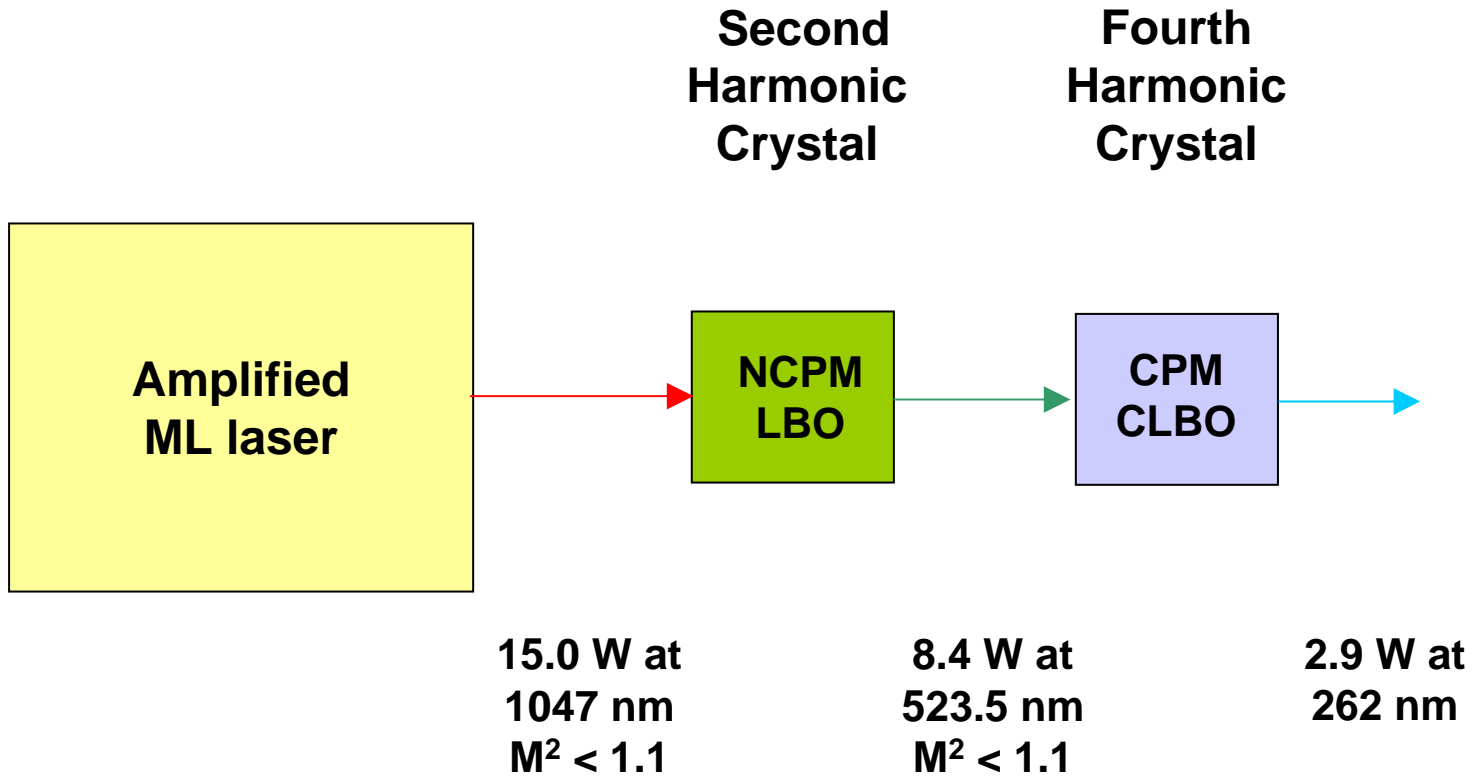 Second
Harmonic
Crystal
Fourth
Harmonic
Crystal
Amplified
ML laser
NCPM
LBO
CPM
CLBO
15.0 W at
1047 nm
M² < 1.1
8.4 W at
523.5 nm
M² < 1.1
2.9 W at
262 nm